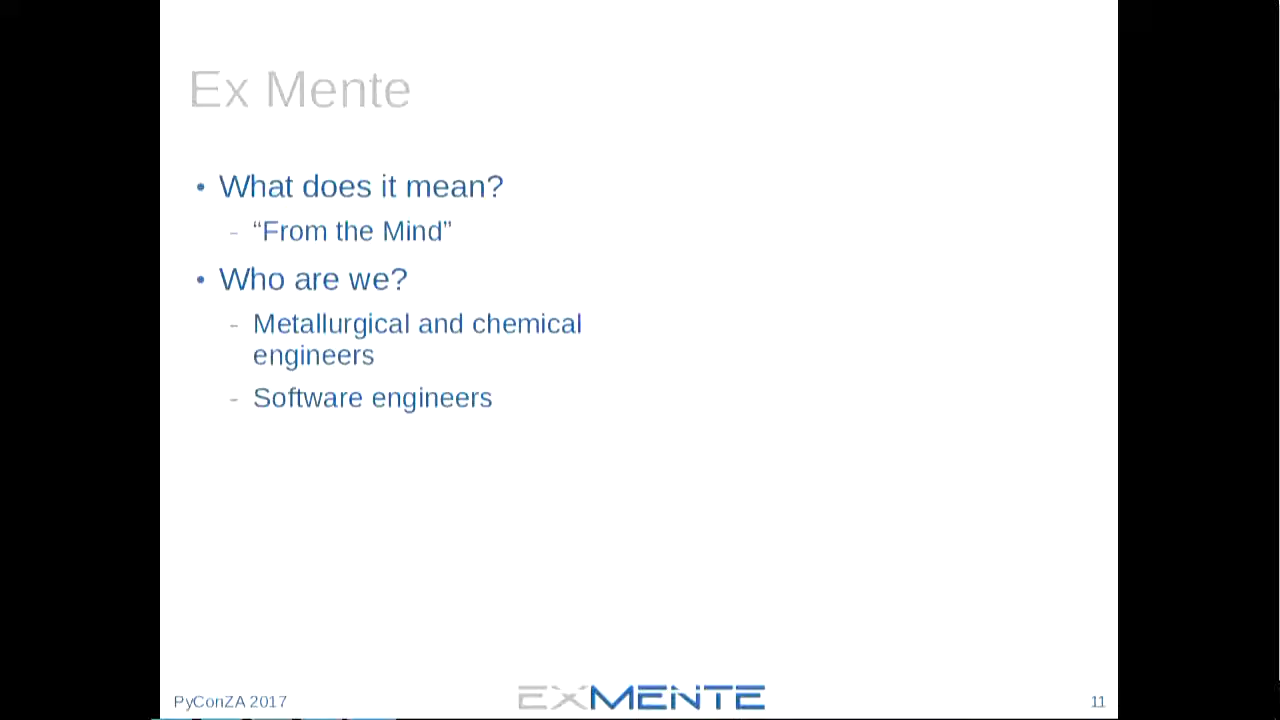 Ex Mente
• What does it mean?
- “From the Mind”
• Who are we?
- Metallurgical and chemical
engineers
- Software engineers
PyConZA 2017
EXMENTE
11